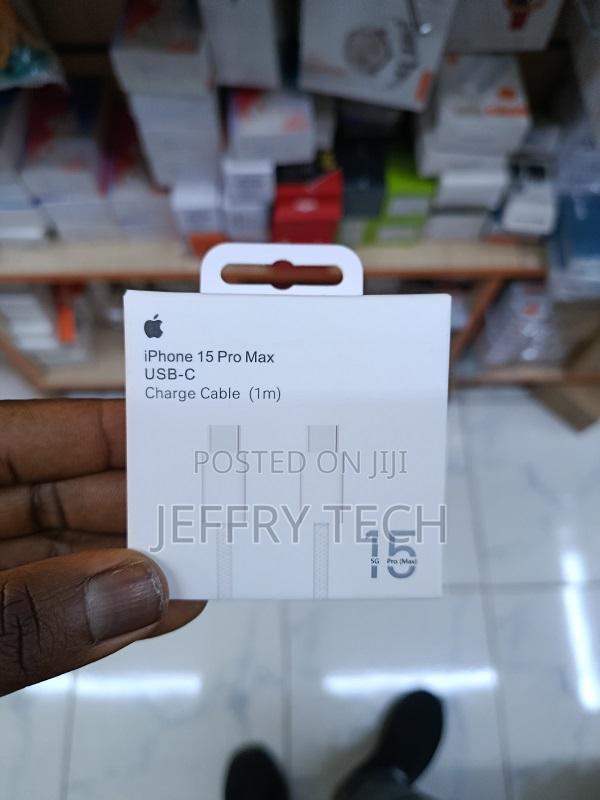 iPhone 15 Pro Max
USB-C
Charge Cable (1m)
POSTED ON JIJI
JEFFRY TECH
15
5G Pro (Max)